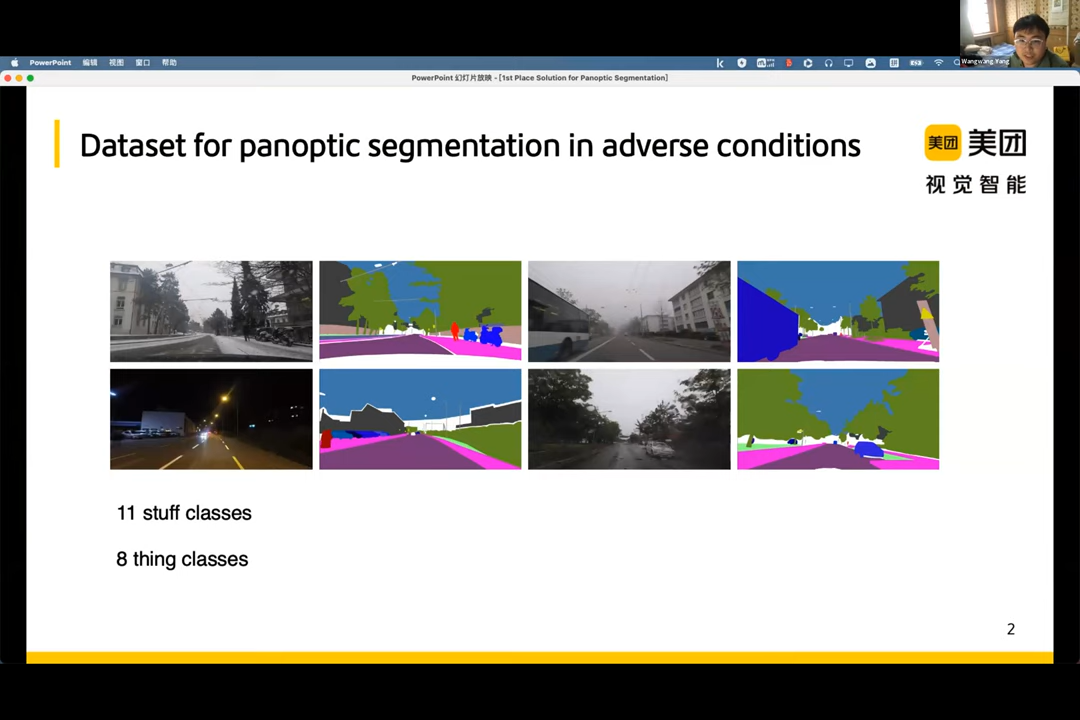 Wangwang Yang
PowerPoint 编辑 视图 窗口 帮助
PowerPoint 幻灯片放映 - [1st Place Solution for Panoptic Segmentation]
Dataset for panoptic segmentation in adverse conditions
美团 美团
视觉智能
11 stuff classes
8 thing classes
2